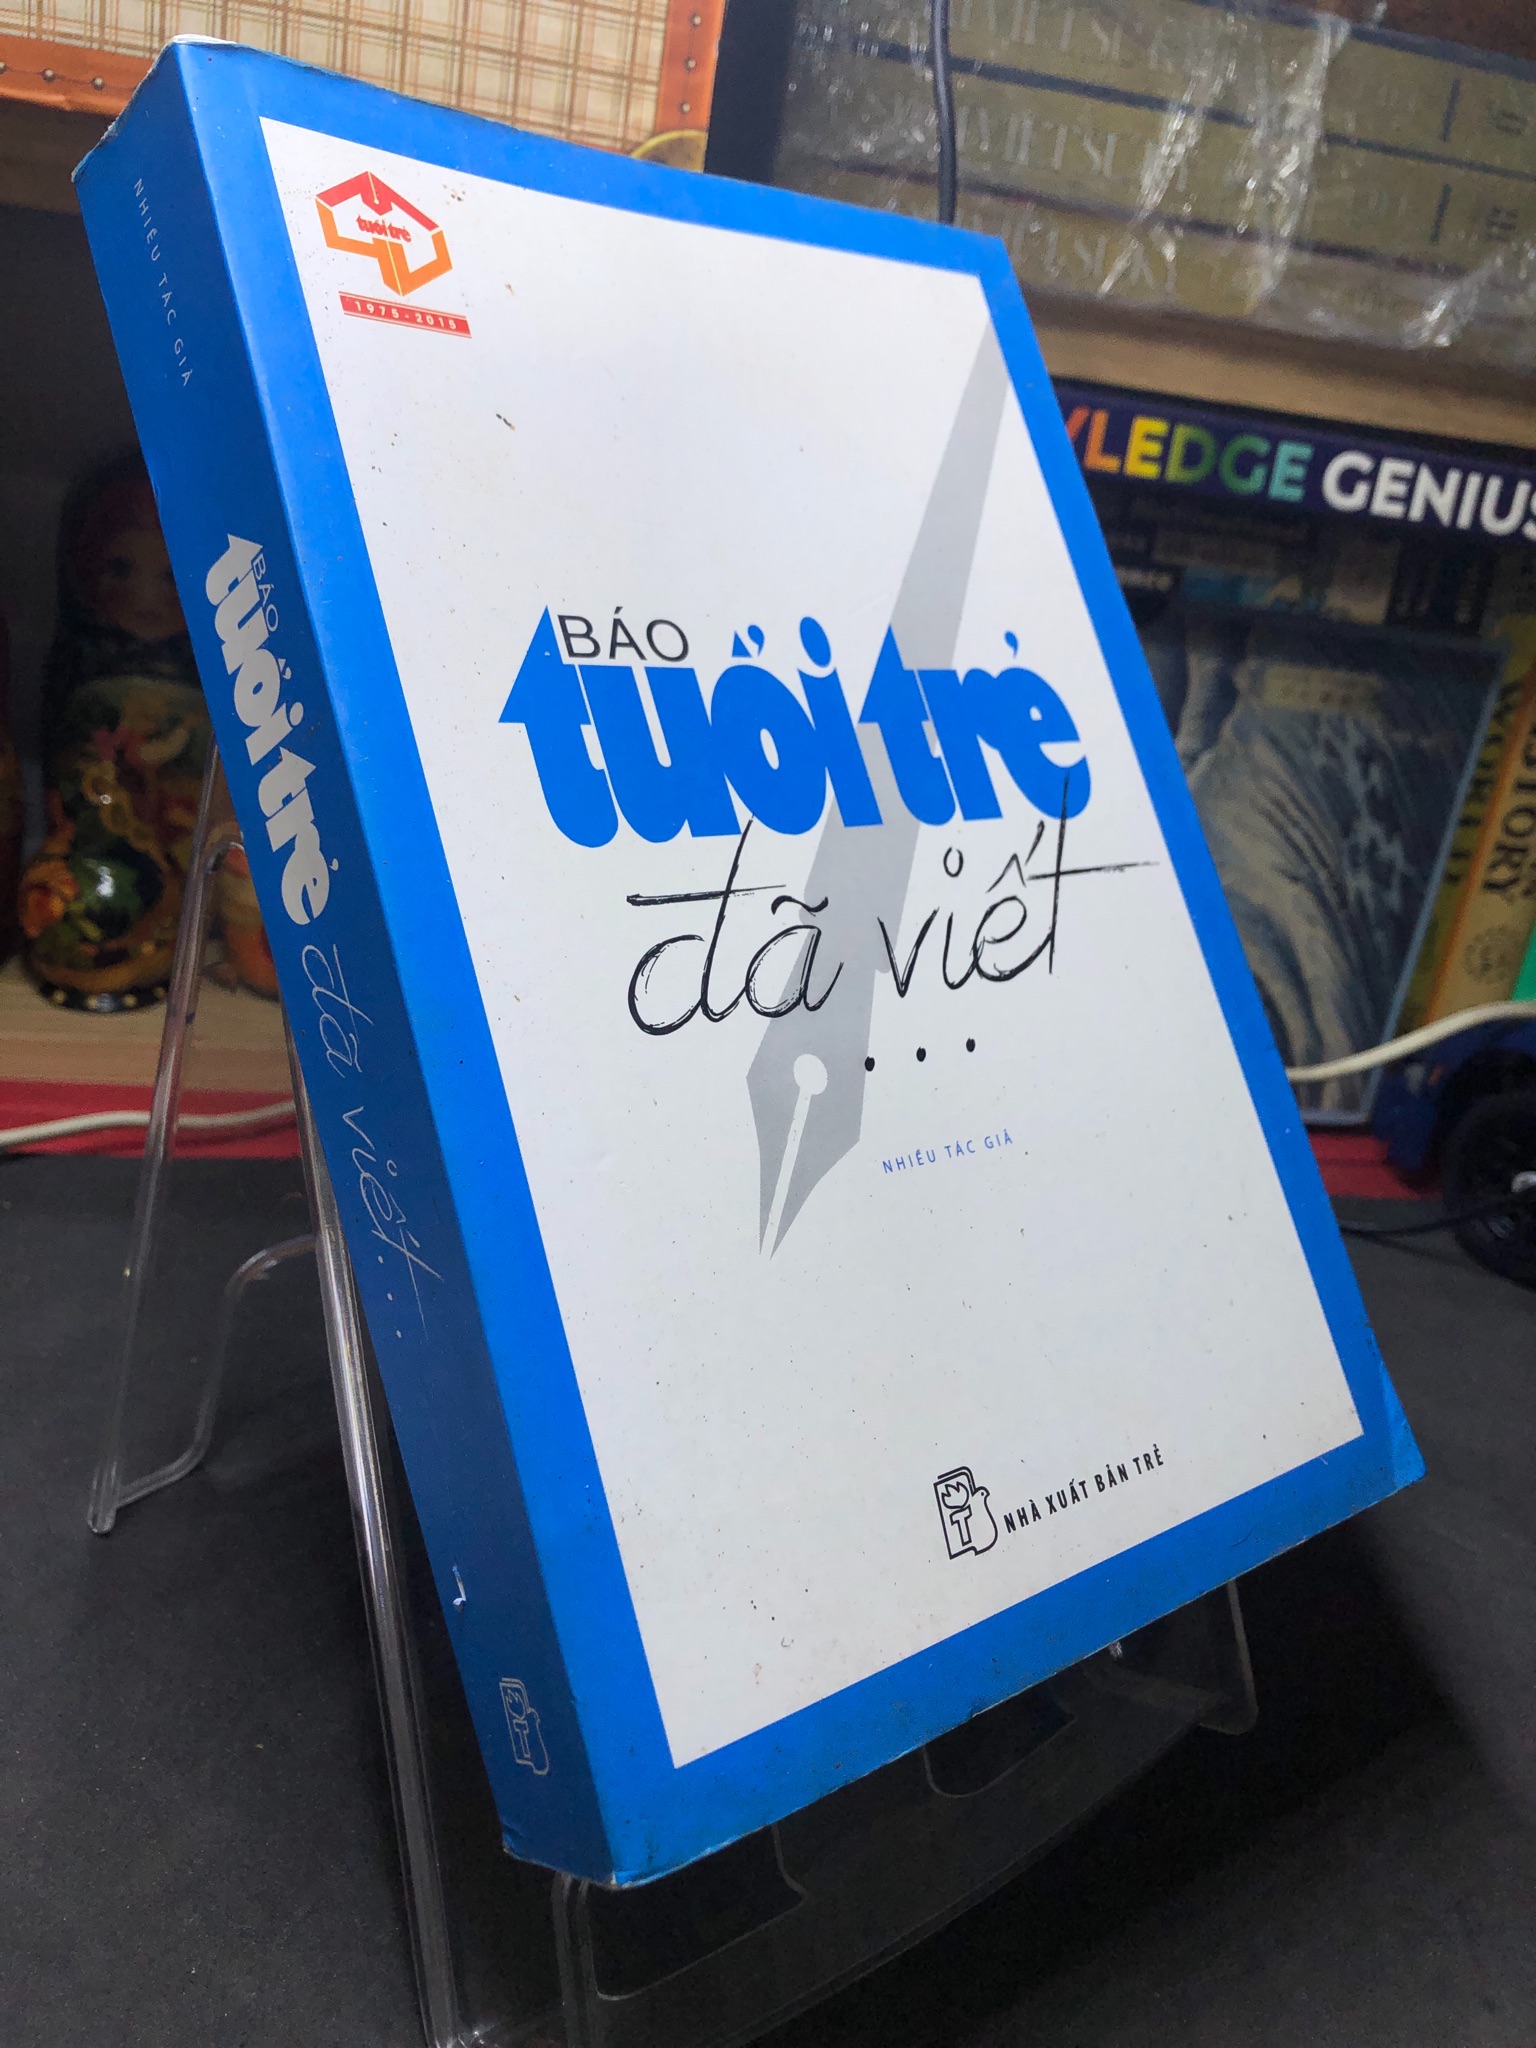 tuổi trẻ
1975 - 2015
BÁO
tuổi trẻ
đã viết
...
NHIỀU TÁC GIẢ
T
NHÀ XUẤT BẢN TRẺ
NHIỀU TÁC GIẢ
BÁO
tuổi trẻ
đã viết...
T
LEDGE GENIUS